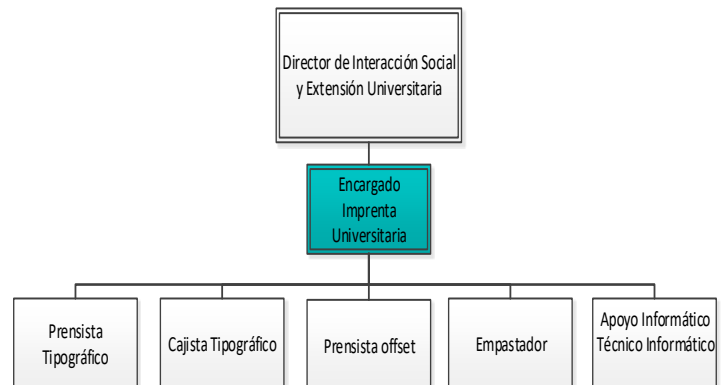 Director de Interacción Social
y Extensión Universitaria
Encargado
Imprenta
Universitaria
Prensista
Tipográfico
Cajista Tipográfico
Prensista offset
Empastador
Apoyo Informático
Técnico Informático